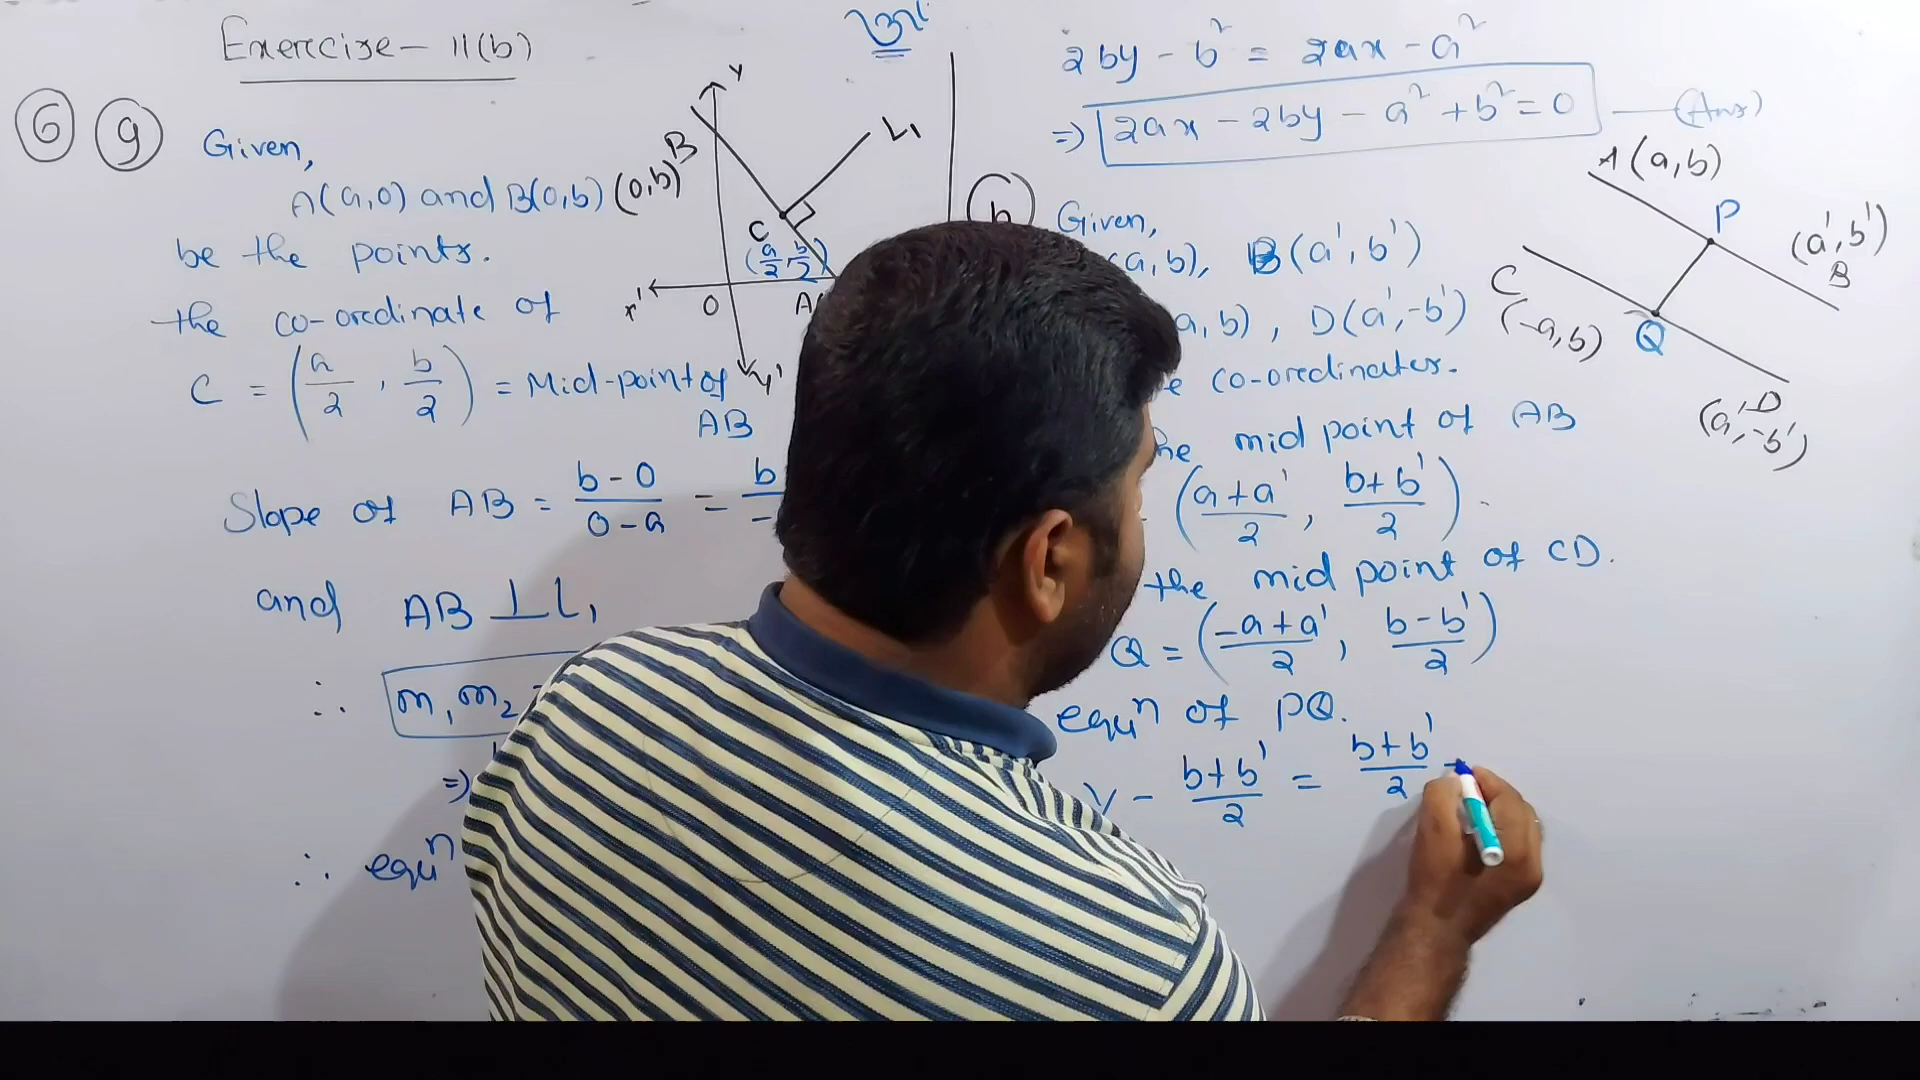 Exercise - 11(b)
6 g Given,
A(a,0) and B(0,b)
be the points.
the co-ordinate of
C = (a/2, b/2) = Mid-point of
AB
Slope of AB = b-0/0-a = b/-
and AB ⊥ L₁
∴ m₁m₂
⇒
∴ equⁿ
Y
B
(0,b)
L₁
C
(a/2, b/2)
x' O A(
y'
2by - b² = 2ax - a²
⇒ 2ax - 2by - a² + b² = 0 — (Ans)
h Given,
(a,b), B(a',b')
a,b), D(a',-b')
co-ordinates.
mid point of AB
(a+a'/2, b+b'/2).
the mid point of CD.
Q = (-a+a'/2, b-b'/2)
equⁿ of PQ.
y - b+b'/2 = b+b'/2 -
A(a,b)
P
(a',b')
B
C
(-a,b)
Q
D
(a',-b')